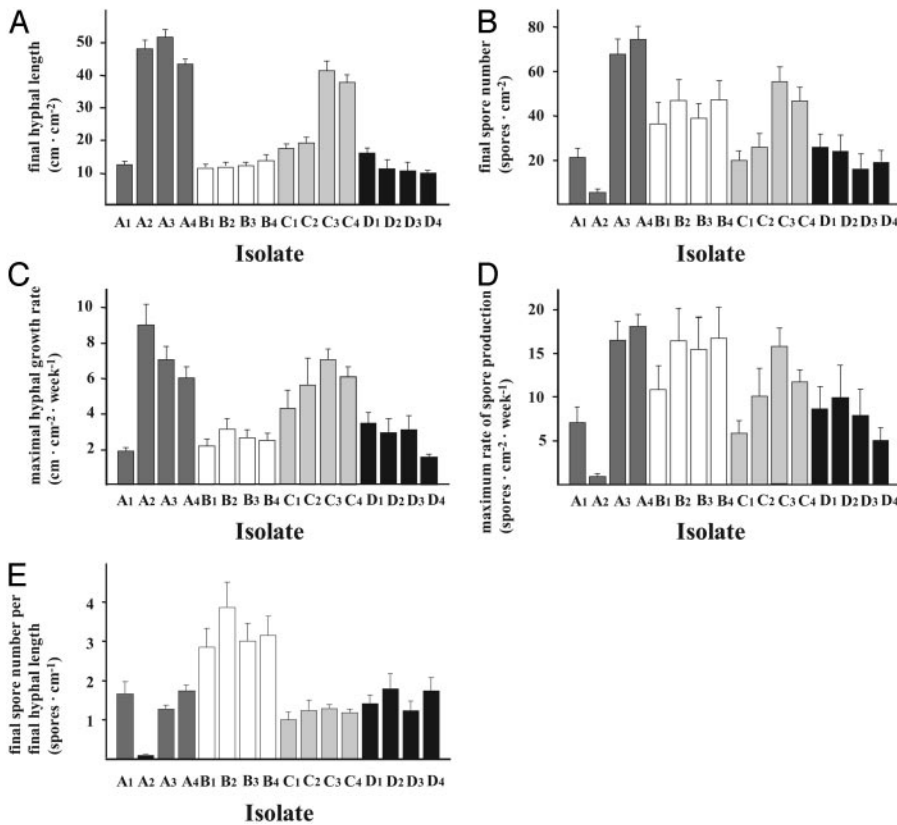 A
final hyphal length
(cm · cm-2)
50
40
30
20
10
A1 A2 A3 A4 B1 B2 B3 B4 C1 C2 C3 C4 D1 D2 D3 D4
Isolate
B
final spore number
(spores · cm-2)
80
60
40
20
A1 A2 A3 A4 B1 B2 B3 B4 C1 C2 C3 C4 D1 D2 D3 D4
Isolate
C
maximal hyphal growth rate
(cm · cm-2 · week-1)
10
8
6
4
2
A1 A2 A3 A4 B1 B2 B3 B4 C1 C2 C3 C4 D1 D2 D3 D4
Isolate
D
maximum rate of spore production
(spores · cm-2 · week-1)
20
15
10
5
A1 A2 A3 A4 B1 B2 B3 B4 C1 C2 C3 C4 D1 D2 D3 D4
Isolate
E
final spore number per
final hyphal length
(spores · cm-1)
4
3
2
1
A1 A2 A3 A4 B1 B2 B3 B4 C1 C2 C3 C4 D1 D2 D3 D4
Isolate